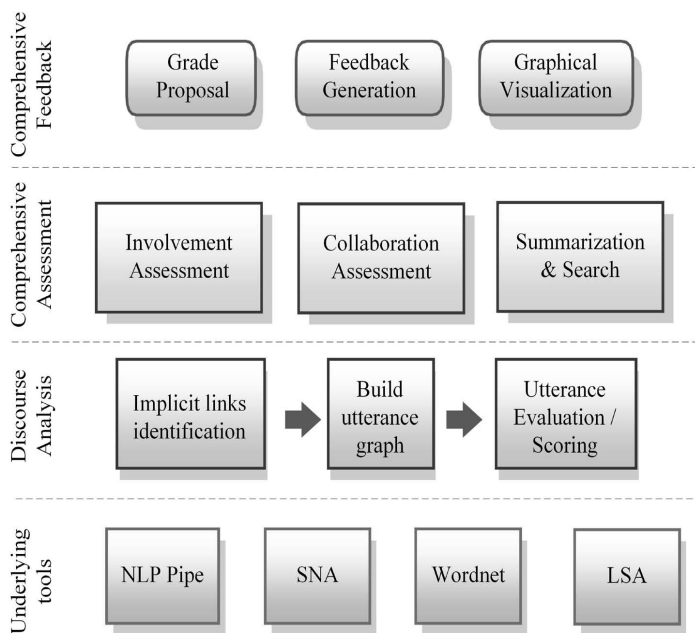 Comprehensive
Feedback
Grade
Proposal
Feedback
Generation
Graphical
Visualization
Comprehensive
Assessment
Involvement
Assessment
Collaboration
Assessment
Summarization
& Search
Discourse
Analysis
Implicit links
identification
Build
utterance
graph
Utterance
Evaluation /
Scoring
Underlying
tools
NLP Pipe
SNA
Wordnet
LSA